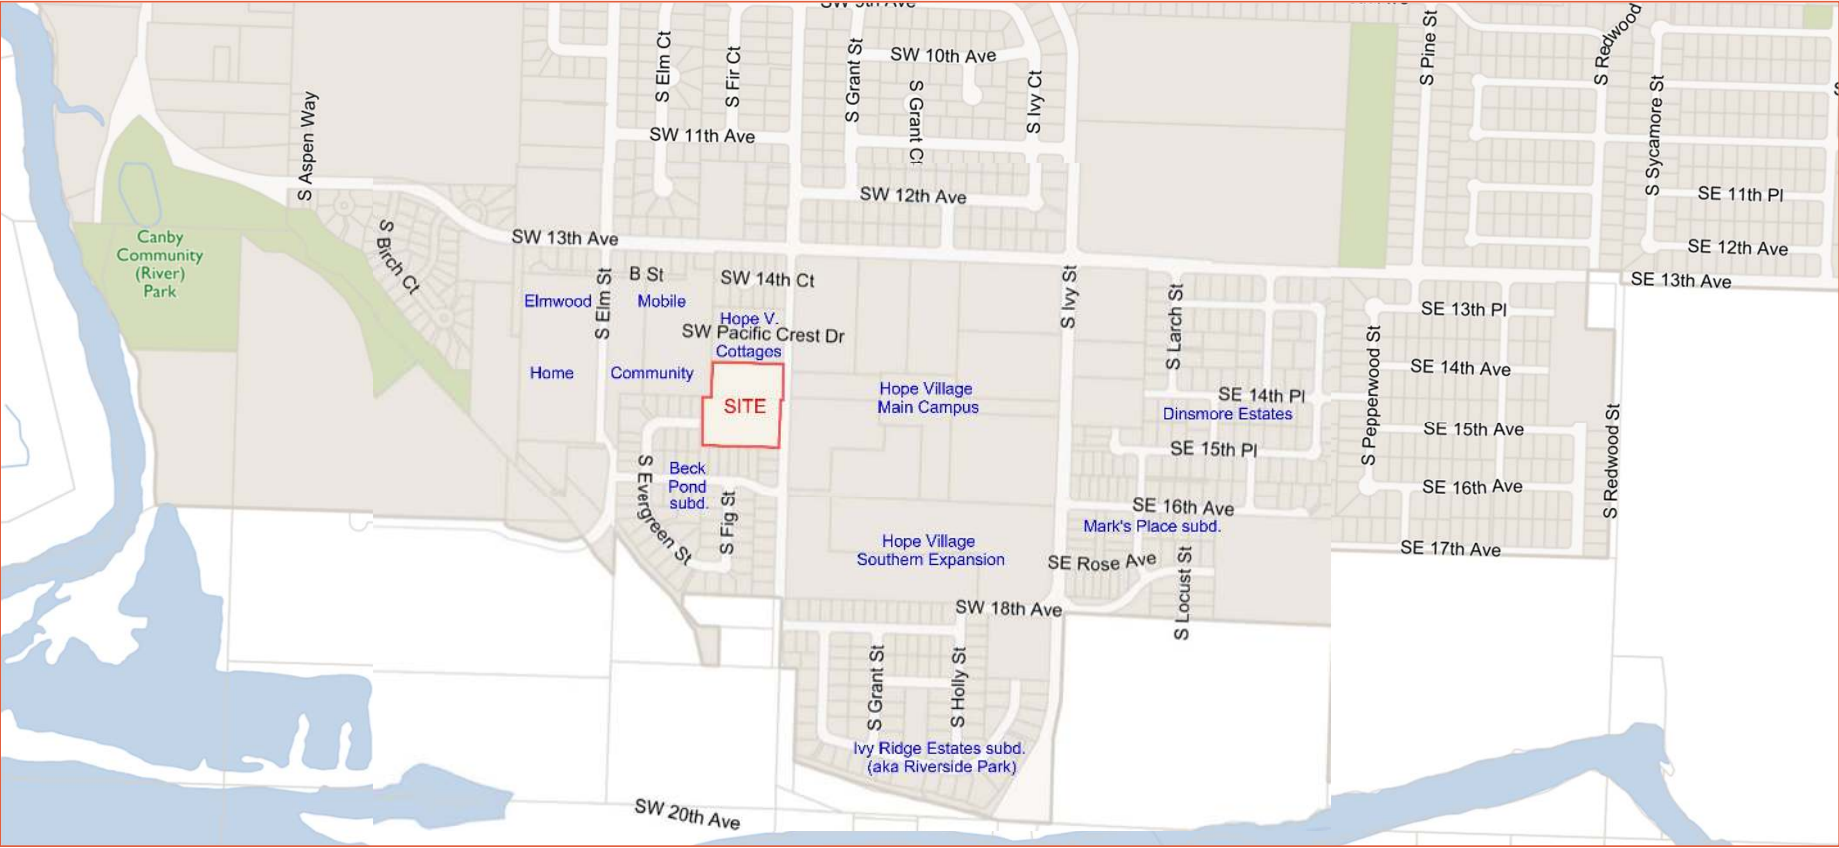 SW 9th Ave
S Elm Ct
S Fir Ct
S Grant St
SW 10th Ave
S Grant Ct
S Ivy Ct
S Pine St
S Redwood
S Sycamore St
S Aspen Way
SW 11th Ave
SW 12th Ave
SE 11th Pl
SE 12th Ave
SE 13th Ave
Canby
Community
(River)
Park
S Birch Ct
SW 13th Ave
B St
SW 14th Ct
Elmwood
Mobile
S Elm St
Hope V.
SW Pacific Crest Dr
Cottages
Home
Community
SITE
S Ivy St
S Larch St
Hope Village
Main Campus
SE 14th Pl
Dinsmore Estates
SE 13th Pl
SE 14th Ave
S Pepperwood St
SE 15th Ave
S Redwood St
SE 15th Pl
SE 16th Ave
SE 16th Ave
Mark's Place subd.
SE 17th Ave
Beck
Pond
subd.
S Evergreen St
S Fig St
Hope Village
Southern Expansion
SE Rose Ave
S Locust St
SW 18th Ave
S Grant St
S Holly St
Ivy Ridge Estates subd.
(aka Riverside Park)
SW 20th Ave